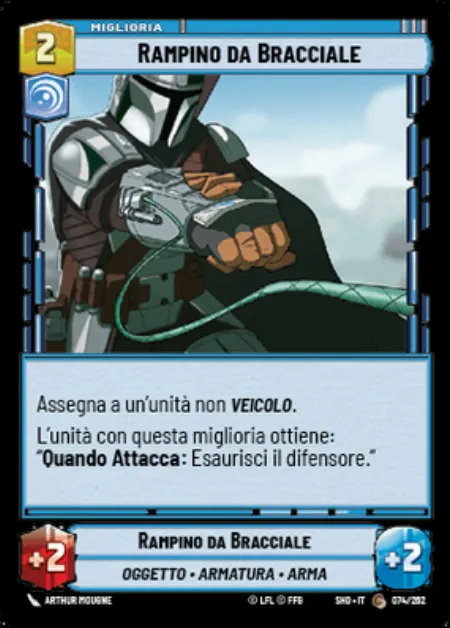 MIGLIORIA
2
RAMPINO DA BRACCIALE
Assegna a un'unità non VEICOLO.
L'unità con questa miglioria ottiene:
"Quando Attacca: Esaurisci il difensore."
+2
RAMPINO DA BRACCIALE
+2
OGGETTO • ARMATURA • ARMA
ARTHUR MOUGNE
© LFL © FFG
SHD • IT
074/262